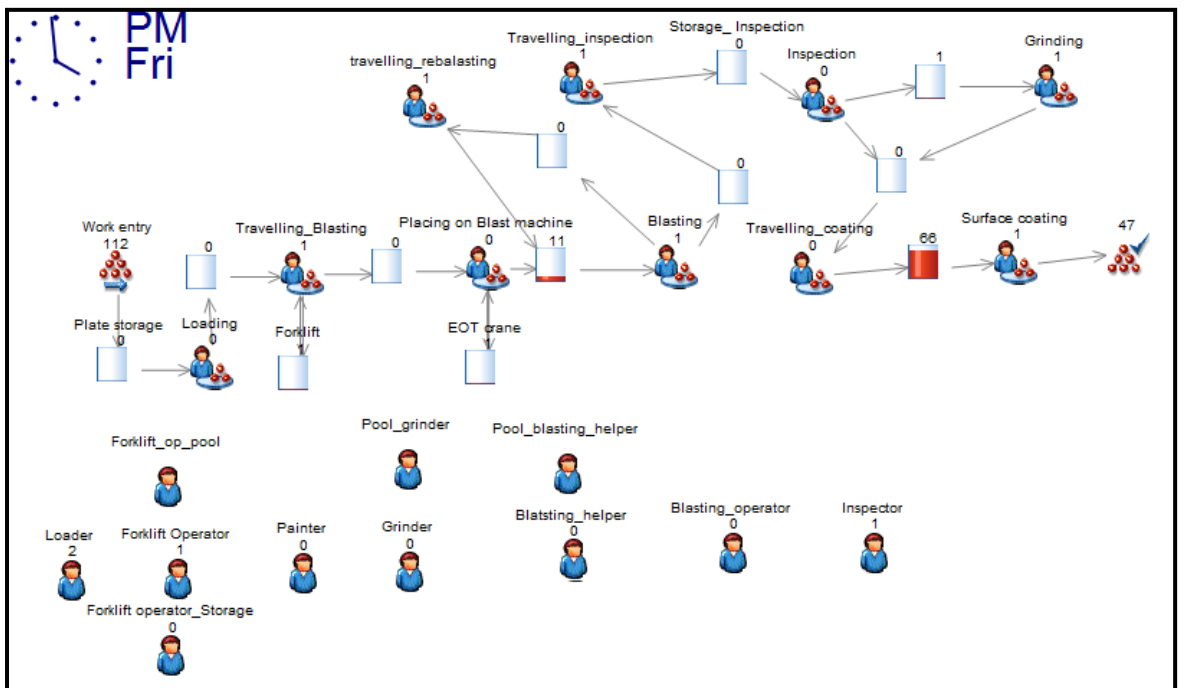 PM
Fri
travelling_rebalasting
1
Travelling_inspection
1
Storage_ Inspection
0
Inspection
0
1
Grinding
1
0
0
0
Work entry
112
0
Travelling_Blasting
1
0
Placing on Blast machine
0
11
Blasting
1
Travelling_coating
0
66
Surface coating
1
47
Plate storage
0
Loading
0
Forklift
1
EOT crane
1
Forklift_op_pool
Pool_grinder
Pool_blasting_helper
Loader
2
Forklift Operator
1
Painter
0
Grinder
0
Blatsting_helper
0
Blasting_operator
0
Inspector
1
Forklift operator_Storage
0